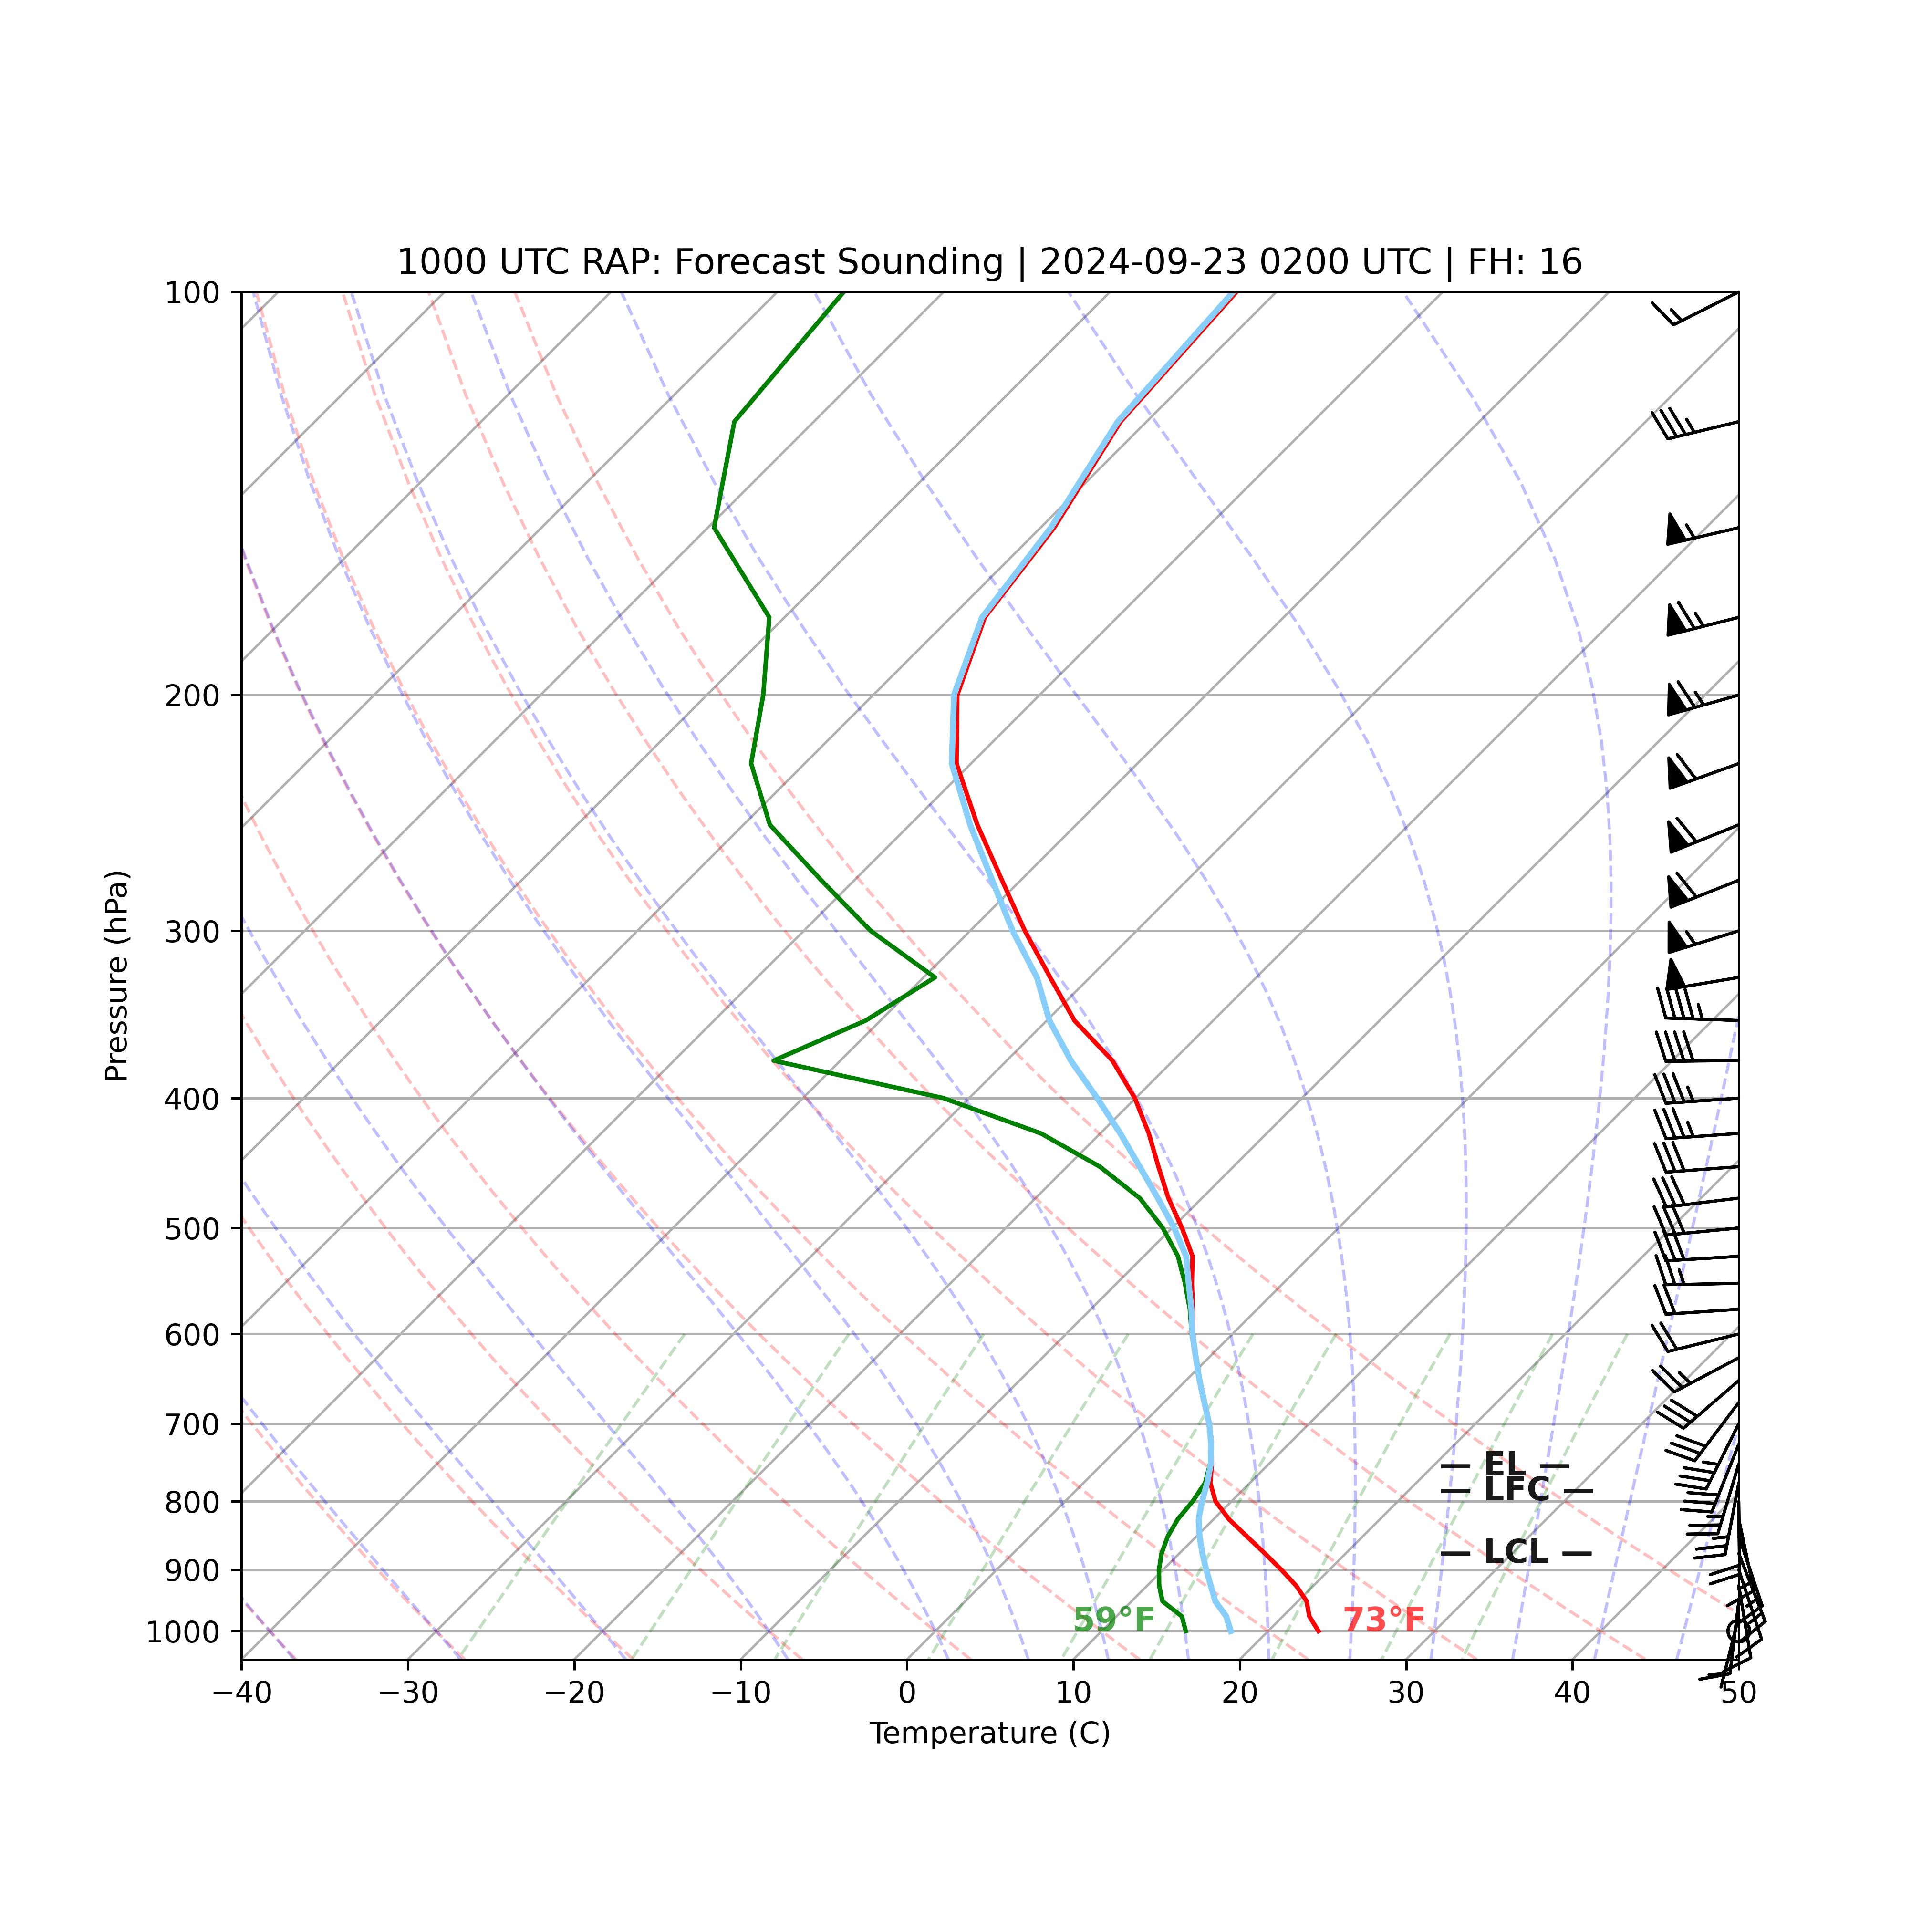 1000 UTC RAP: Forecast Sounding | 2024-09-23 0200 UTC | FH: 16
100
200
300
400
500
600
700
800
900
1000
Pressure (hPa)
— EL —
— LFC —
— LCL —
59°F
73°F
−40 −30 −20 −10 0 10 20 30 40 50
Temperature (C)